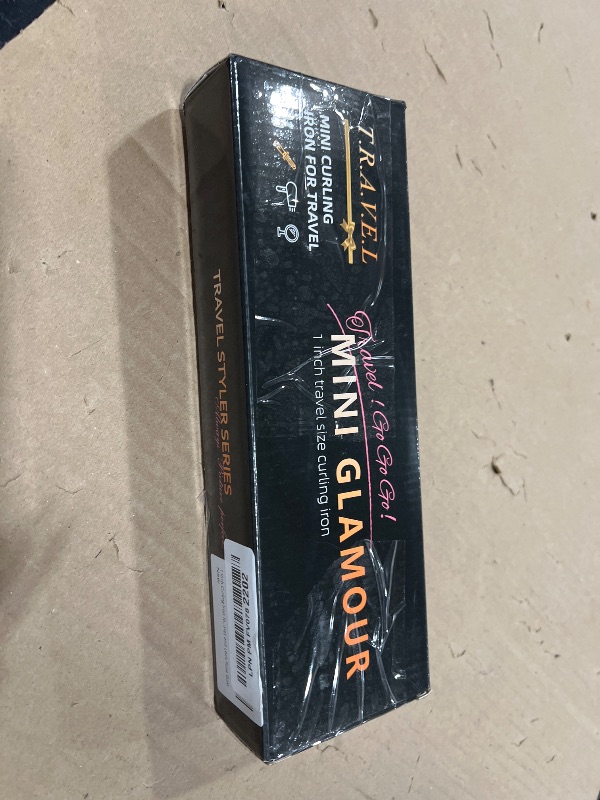 T.R.A.V.E.L
MINI CURLING
IRON FOR TRAVEL
Travel ! Go Go Go!
MINI GLAMOUR
1 inch travel size curling iron
TRAVEL STYLER SERIES